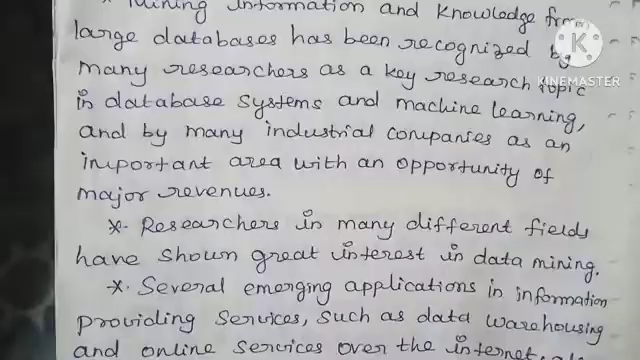 * Mining information and knowledge from
large databases has been recognized by
many researchers as a key research topic
in database systems and machine learning,
and by many industrial companies as an
important area with an opportunity of
major revenues.
* Researchers in many different fields
have shown great interest in data mining.
* Several emerging applications in information
providing services, such as data warehousing
and online services over the internet,
KINEMASTER